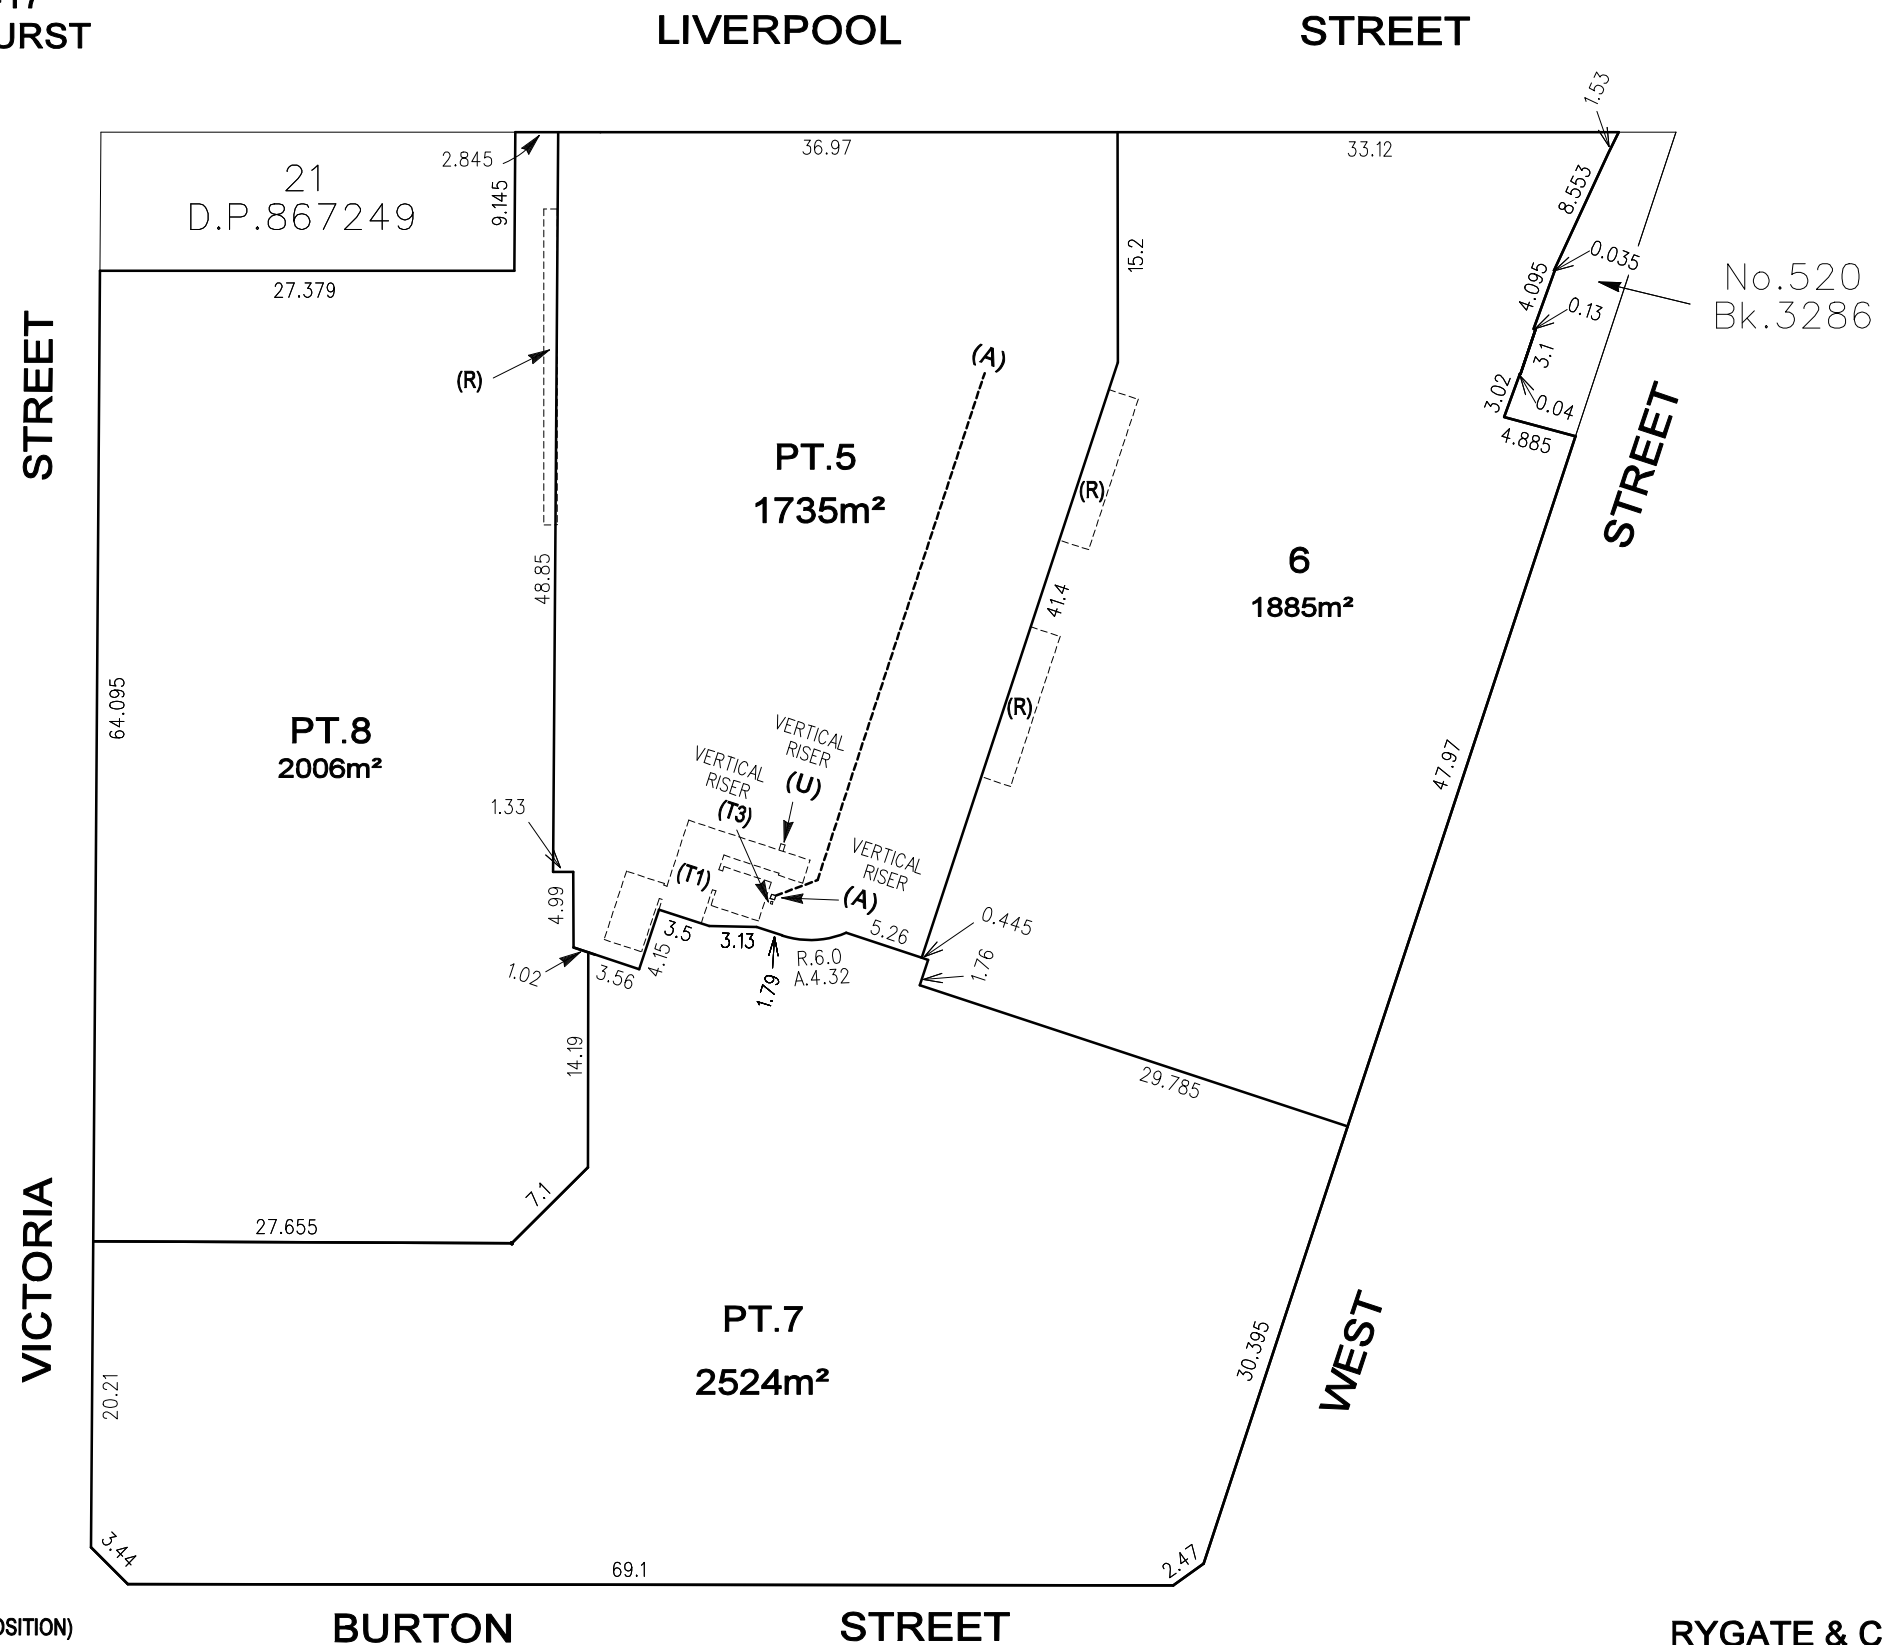 URST
LIVERPOOL STREET
1.53
2.845
36.97
33.12
21
D.P.867249
9.145
8.553
15.2
0.035
27.379
4.095
No.520
Bk.3286
0.13
3.1
3.02
0.04
4.885
STREET
(R)
(A)
PT.5
1735m²
(R)
STREET
48.85
6
1885m²
41.4
64.095
PT.8
2006m²
(R)
VERTICAL
RISER
(U)
VERTICAL
RISER
(T3)
47.97
1.33
(T1)
VERTICAL
RISER
(A)
4.99
3.5
3.13
5.26
0.445
1.02
3.56
4.15
1.79
R.6.0
A.4.32
1.76
14.19
29.785
7.1
27.655
VICTORIA
PT.7
2524m²
30.395
WEST
20.21
3.44
69.1
2.47
OSITION)
BURTON STREET
RYGATE & C